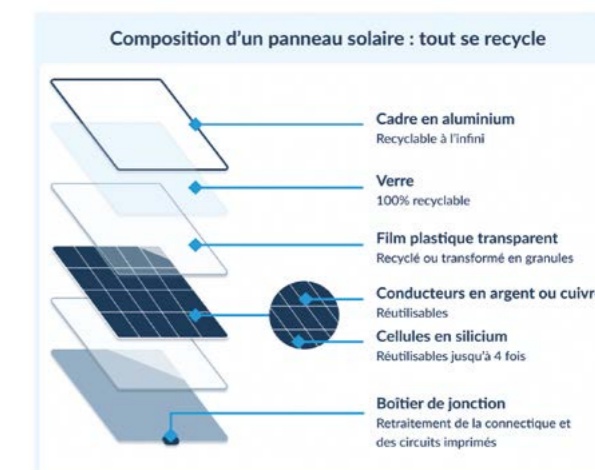 Composition d’un panneau solaire : tout se recycle
Cadre en aluminium
Recyclable à l’infini
Verre
100% recyclable
Film plastique transparent
Recyclé ou transformé en granules
Conducteurs en argent ou cuivre
Réutilisables
Cellules en silicium
Réutilisables jusqu’à 4 fois
Boîtier de jonction
Retraitement de la connectique et
des circuits imprimés